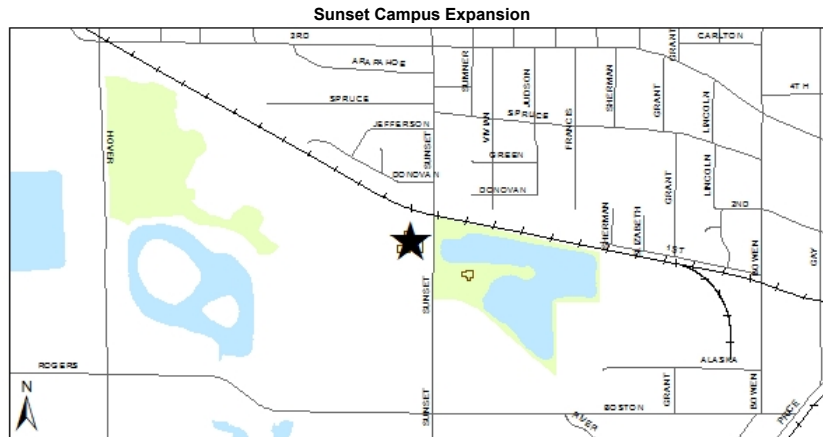 Sunset Campus Expansion
3RD
CARLTON
GRANT
ARAPAHOE
SUMNER
JUDSON
SHERMAN
4TH
SPRUCE
GRANT
LINCOLN
SPRUCE
VIVIAN
FRANCIS
JEFFERSON
SUNSET
HOVER
GREEN
DONOVAN
DONOVAN
GRANT
LINCOLN
2ND
SHERMAN
ELIZABETH
1ST
BOWEN
GAY
SUNSET
ROGERS
ALASKA
N
SUNSET
GRANT
BOWEN
BOSTON
PRICE
RIVER